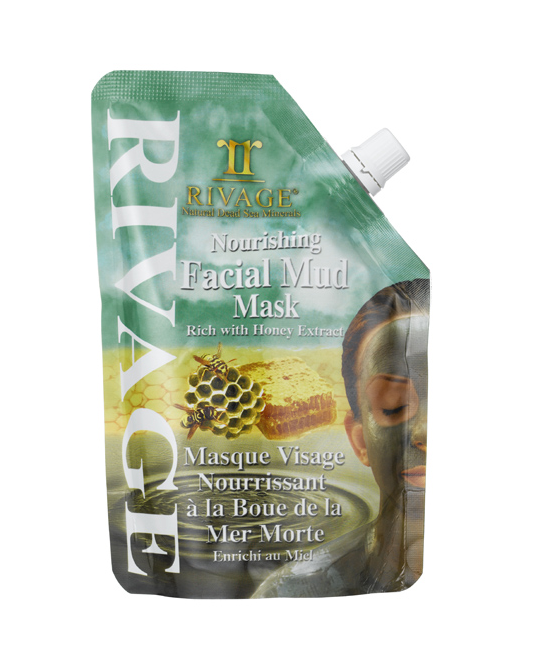 RIVAGE
RIVAGE®
Natural Dead Sea Minerals
Nourishing
Facial Mud
Mask
Rich with Honey Extract
Masque Visage
Nourrissant
à la Boue de la
Mer Morte
Enrichi au Miel